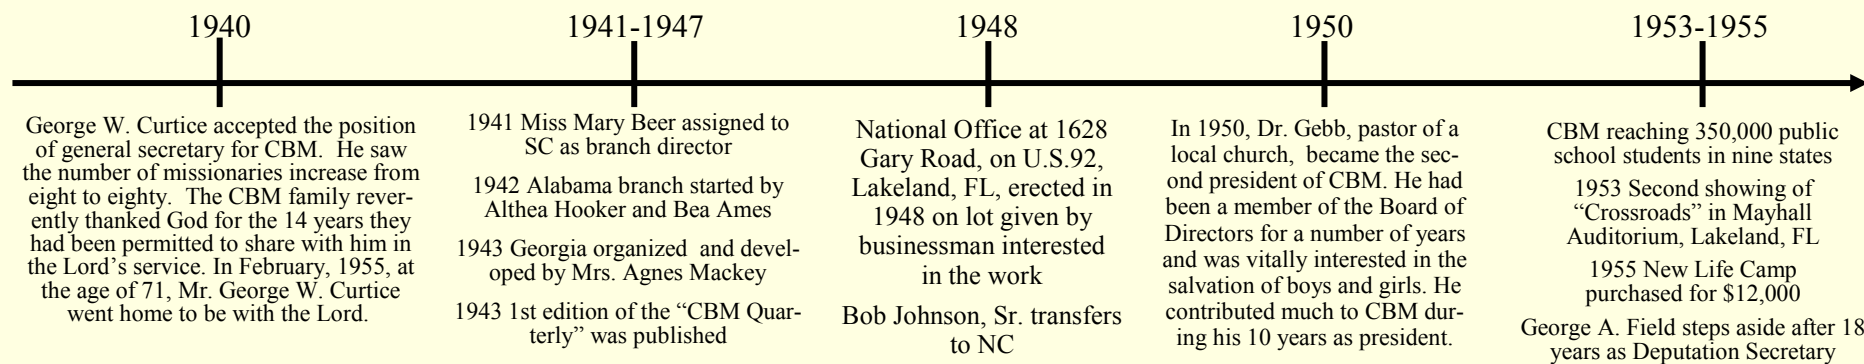 1940
George W. Curtice accepted the position
of general secretary for CBM. He saw
the number of missionaries increase from
eight to eighty. The CBM family rever-
ently thanked God for the 14 years they
had been permitted to share with him in
the Lord's service. In February, 1955, at
the age of 71, Mr. George W. Curtice
went home to be with the Lord.
1941-1947
1941 Miss Mary Beer assigned to
SC as branch director
1942 Alabama branch started by
Althea Hooker and Bea Ames
1943 Georgia organized and devel-
oped by Mrs. Agnes Mackey
1943 1st edition of the “CBM Quar-
terly” was published
1948
National Office at 1628
Gary Road, on U.S.92,
Lakeland, FL, erected in
1948 on lot given by
businessman interested
in the work
Bob Johnson, Sr. transfers
to NC
1950
In 1950, Dr. Gebb, pastor of a
local church, became the sec-
ond president of CBM. He had
been a member of the Board of
Directors for a number of years
and was vitally interested in the
salvation of boys and girls. He
contributed much to CBM dur-
ing his 10 years as president.
1953-1955
CBM reaching 350,000 public
school students in nine states
1953 Second showing of
“Crossroads” in Mayhall
Auditorium, Lakeland, FL
1955 New Life Camp
purchased for $12,000
George A. Field steps aside after 18
years as Deputation Secretary